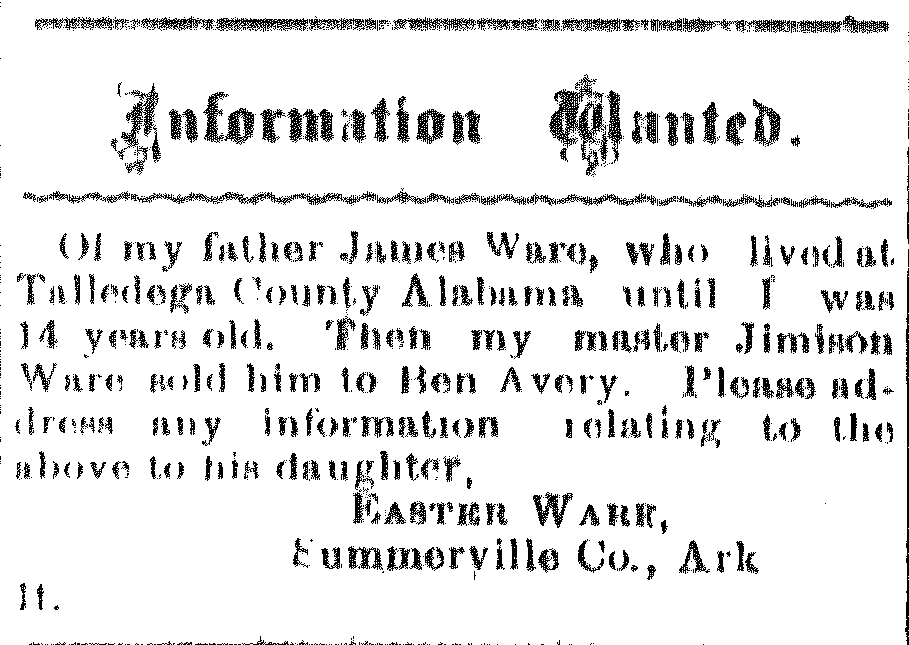 Information Wanted.
Of my father James Ware, who lived at
Talledega County Alabama until I was
14 years old. Then my master Jimison
Ware sold him to Ben Avery. Please ad-
dress any information relating to the
above to his daughter,
EASTER WARE,
Summerville Co., Ark
1t.